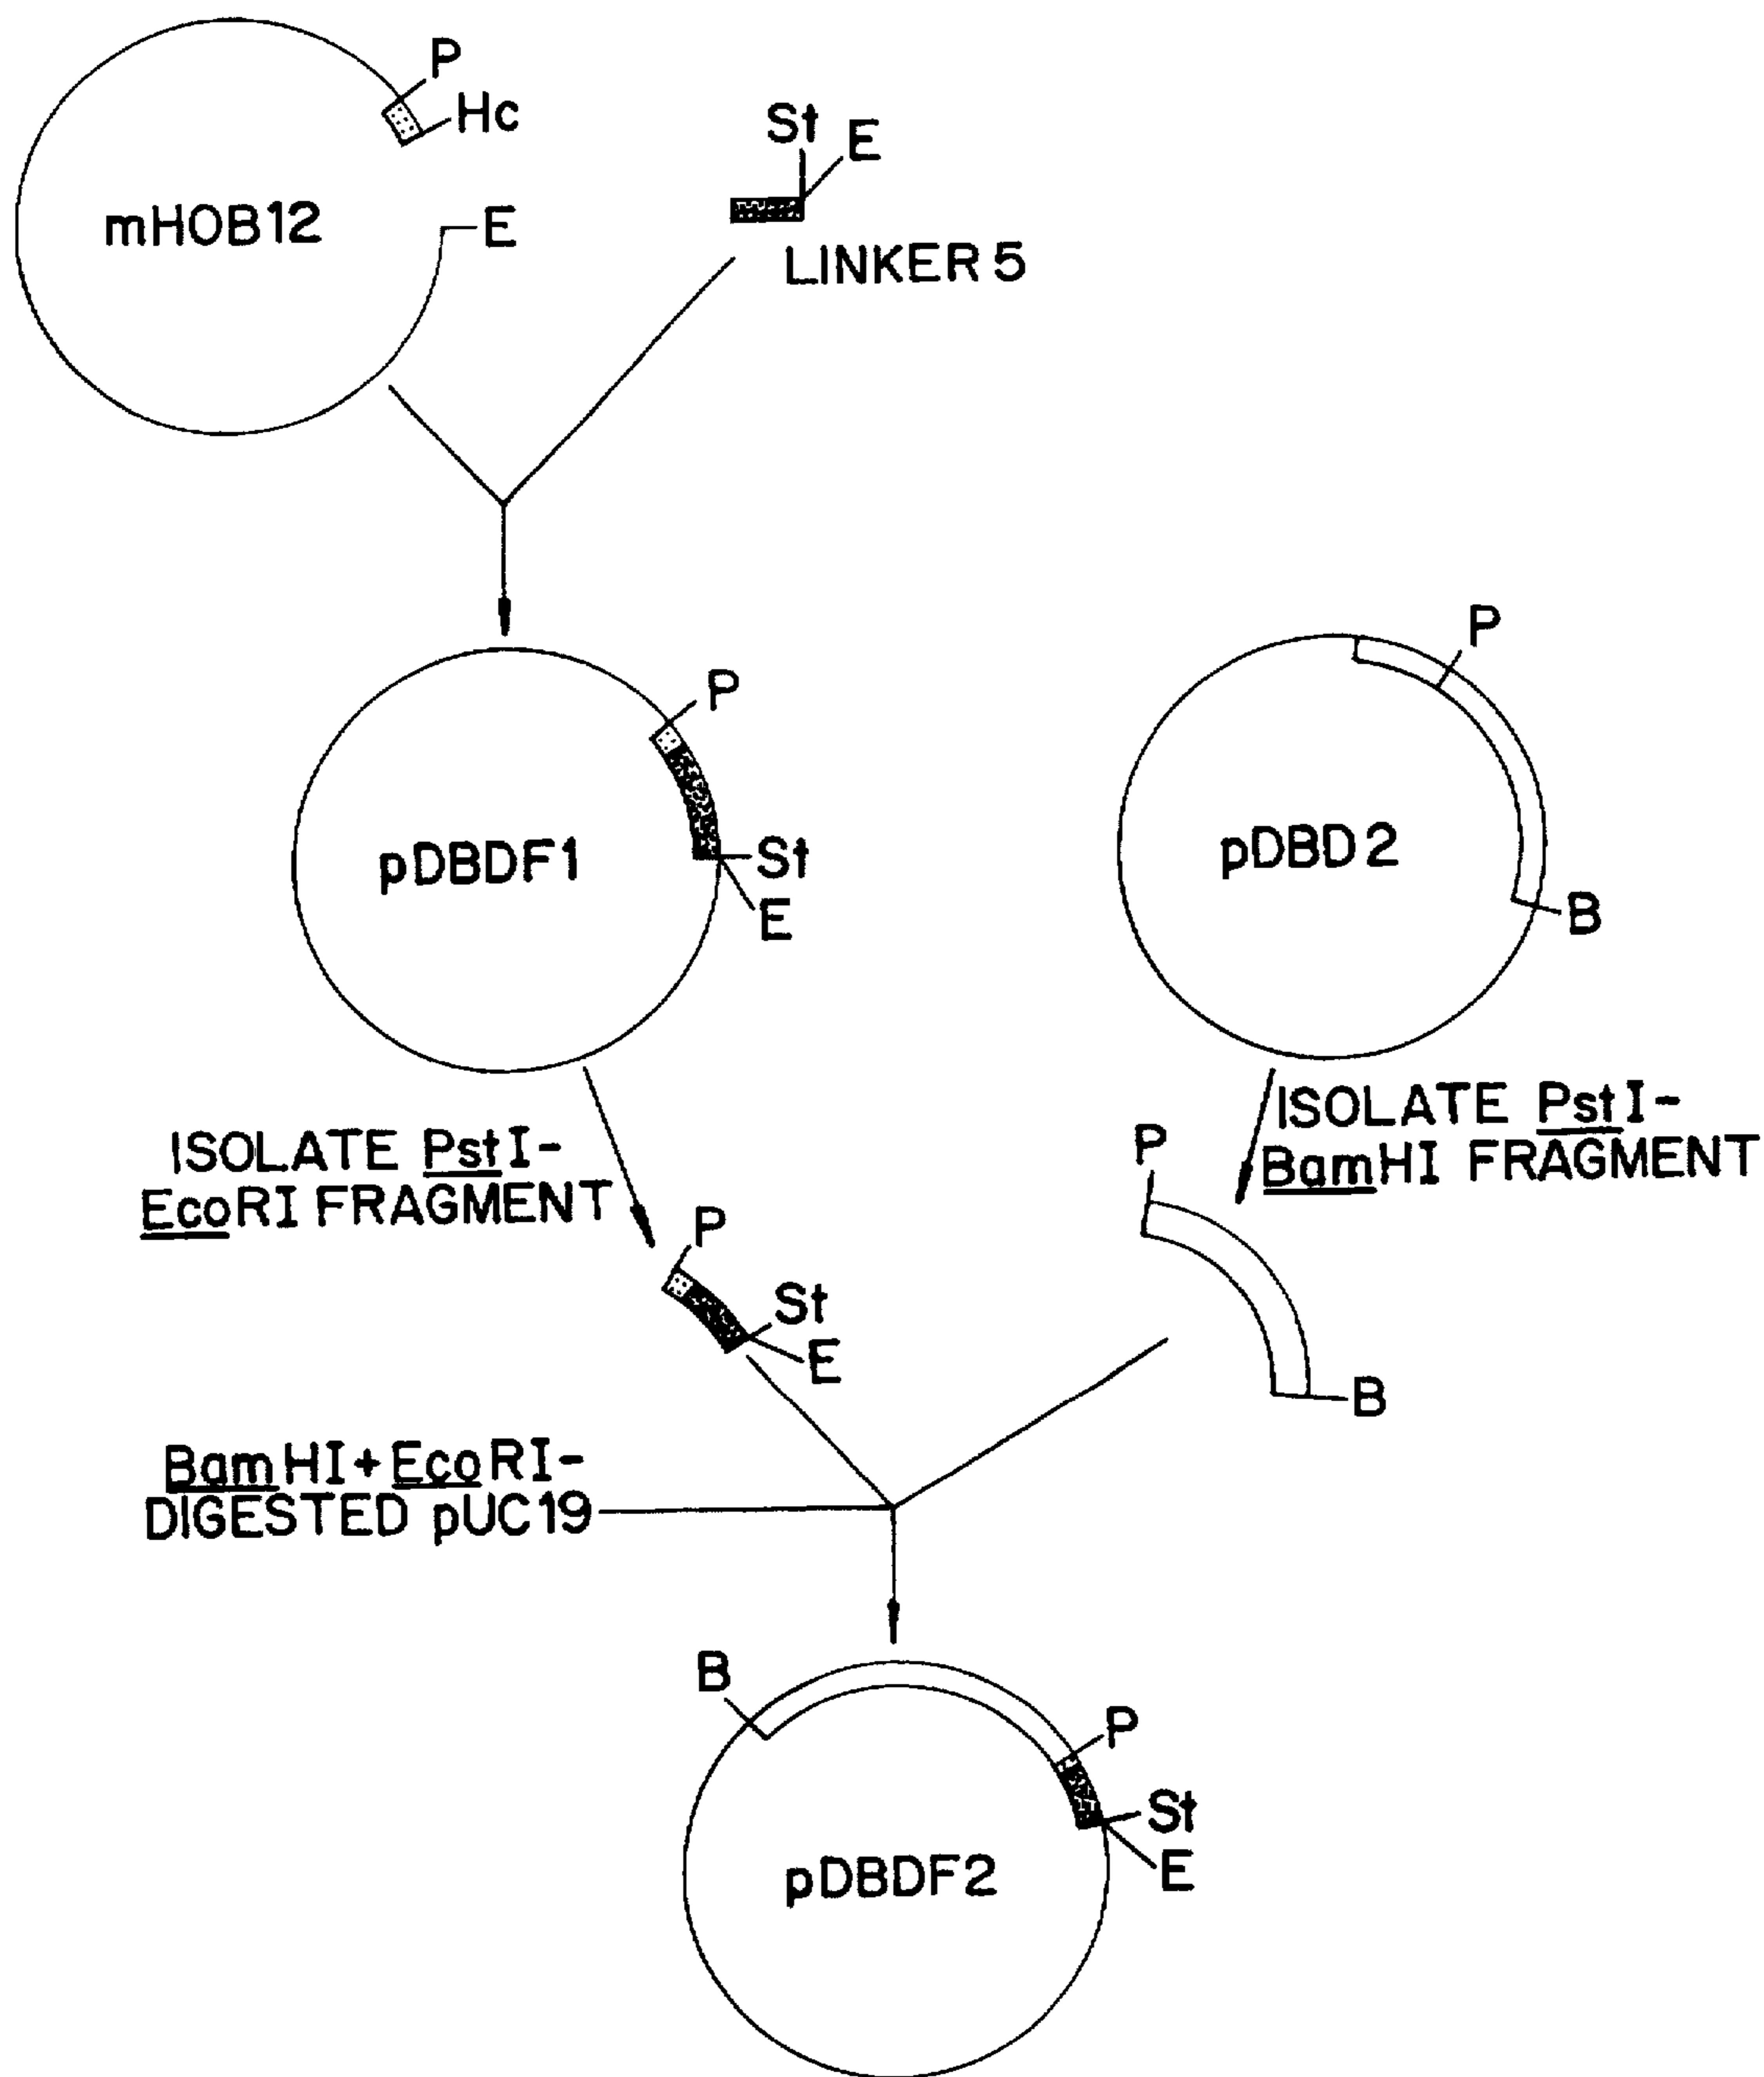 P
Hc
mHOB12
E
St
E
LINKER 5
P
pDBDF1
St
E
P
pDBD2
B
ISOLATE PstI-
EcoRI FRAGMENT
ISOLATE PstI-
BamHI FRAGMENT
P
St
E
P
B
BamHI+EcoRI-
DIGESTED pUC19
B
P
St
E
pDBDF2